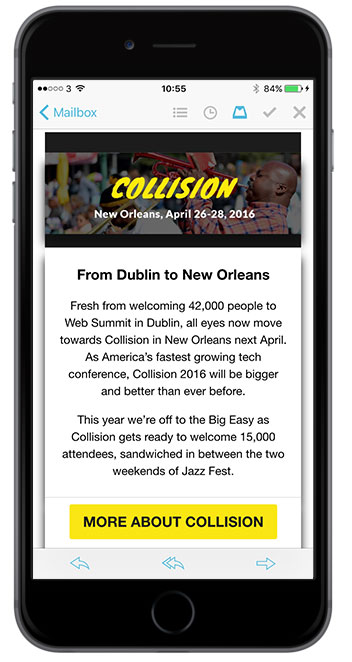 ●●○○○ 3 10:55 84%
Mailbox
COLLISION
New Orleans, April 26-28, 2016
From Dublin to New Orleans
Fresh from welcoming 42,000 people to
Web Summit in Dublin, all eyes now move
towards Collision in New Orleans next April.
As America's fastest growing tech
conference, Collision 2016 will be bigger
and better than ever before.
This year we're off to the Big Easy as
Collision gets ready to welcome 15,000
attendees, sandwiched in between the two
weekends of Jazz Fest.
MORE ABOUT COLLISION